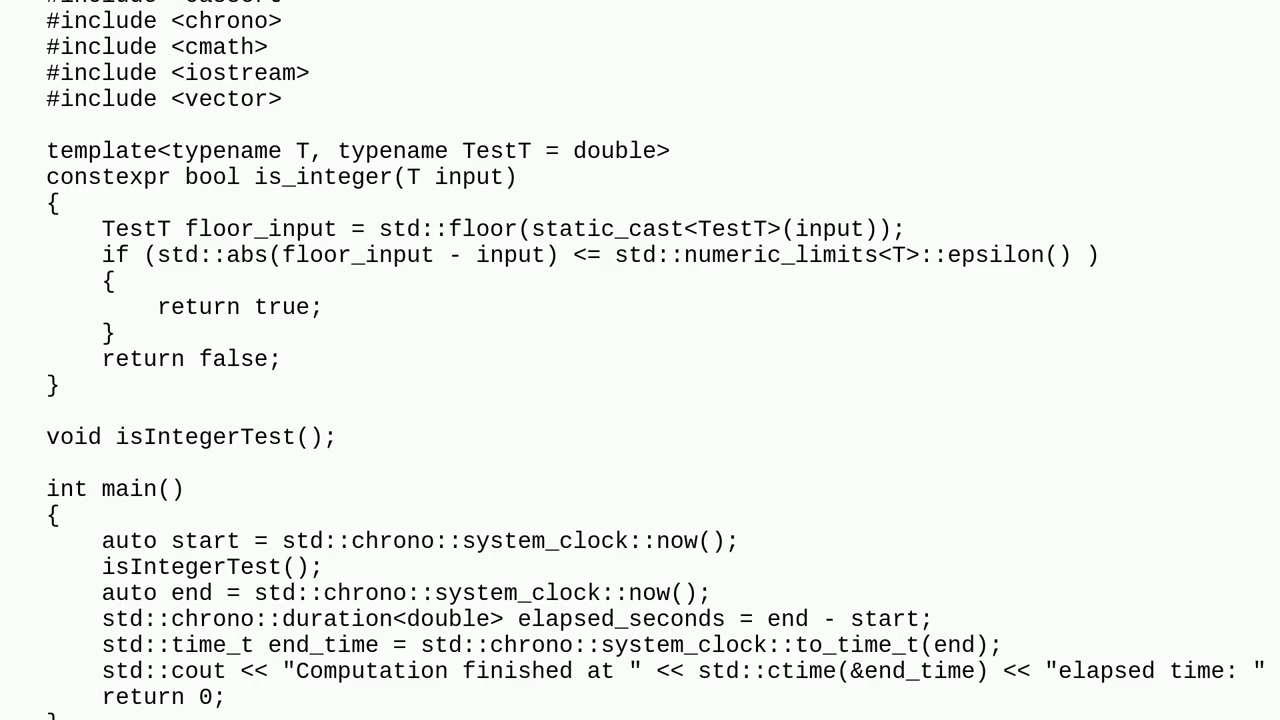 #include <cassert>
#include <chrono>
#include <cmath>
#include <iostream>
#include <vector>

template<typename T, typename TestT = double>
constexpr bool is_integer(T input)
{
    TestT floor_input = std::floor(static_cast<TestT>(input));
    if (std::abs(floor_input - input) <= std::numeric_limits<T>::epsilon() )
    {
        return true;
    }
    return false;
}

void isIntegerTest();

int main()
{
    auto start = std::chrono::system_clock::now();
    isIntegerTest();
    auto end = std::chrono::system_clock::now();
    std::chrono::duration<double> elapsed_seconds = end - start;
    std::time_t end_time = std::chrono::system_clock::to_time_t(end);
    std::cout << "Computation finished at " << std::ctime(&end_time) << "elapsed time: "
    return 0;
}